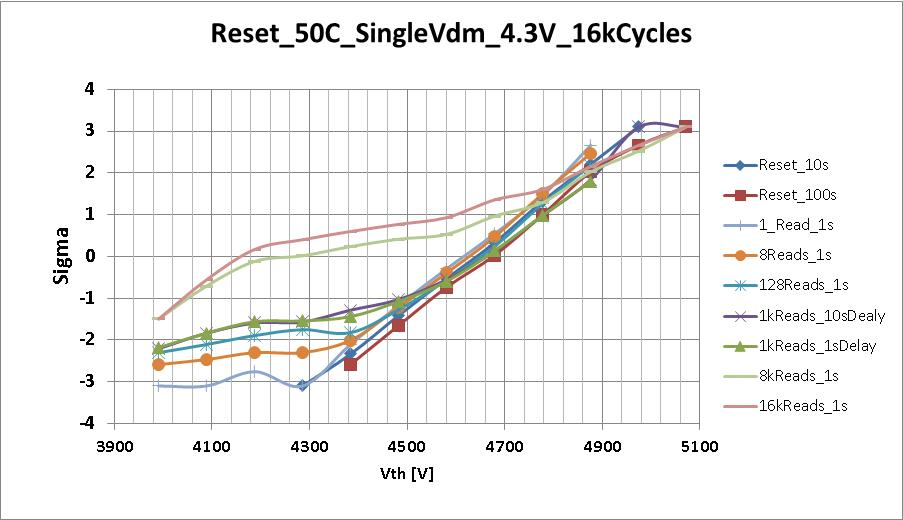 Reset_50C_SingleVdm_4.3V_16kCycles
4
3
2
1
0
-1
-2
-3
-4
Sigma
3900 4100 4300 4500 4700 4900 5100
Vth [V]
Reset_10s
Reset_100s
1_Read_1s
8Reads_1s
128Reads_1s
1kReads_10sDealy
1kReads_1sDelay
8kReads_1s
16kReads_1s